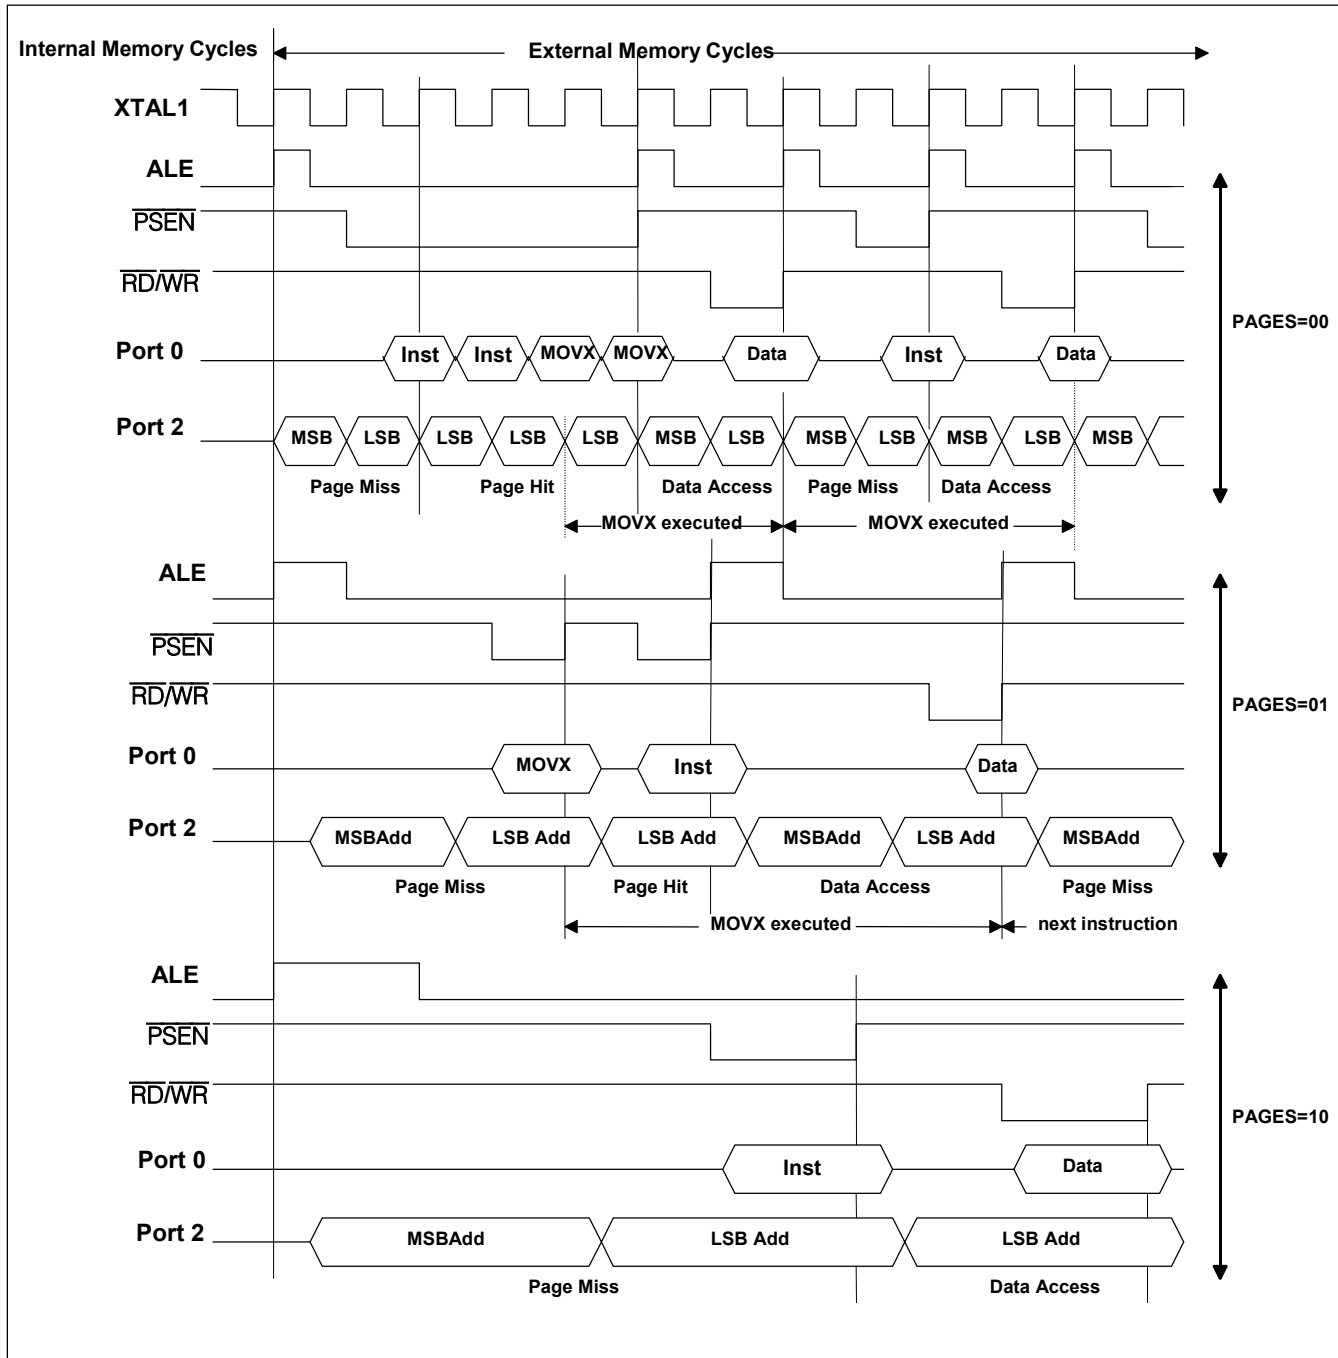 Internal Memory Cycles External Memory Cycles
XTAL1
ALE
PSEN
RD/WR
PAGES=00
Port 0 Inst Inst MOVX MOVX Data Inst Data
Port 2 MSB LSB LSB LSB LSB MSB LSB MSB LSB MSB LSB MSB
Page Miss Page Hit Data Access Page Miss Data Access
MOVX executed MOVX executed
ALE
PSEN
RD/WR
PAGES=01
Port 0 MOVX Inst Data
Port 2 MSBAdd LSB Add LSB Add MSBAdd LSB Add MSBAdd
Page Miss Page Hit Data Access Page Miss
MOVX executed next instruction
ALE
PSEN
RD/WR
PAGES=10
Port 0 Inst Data
Port 2 MSBAdd LSB Add LSB Add
Page Miss Data Access